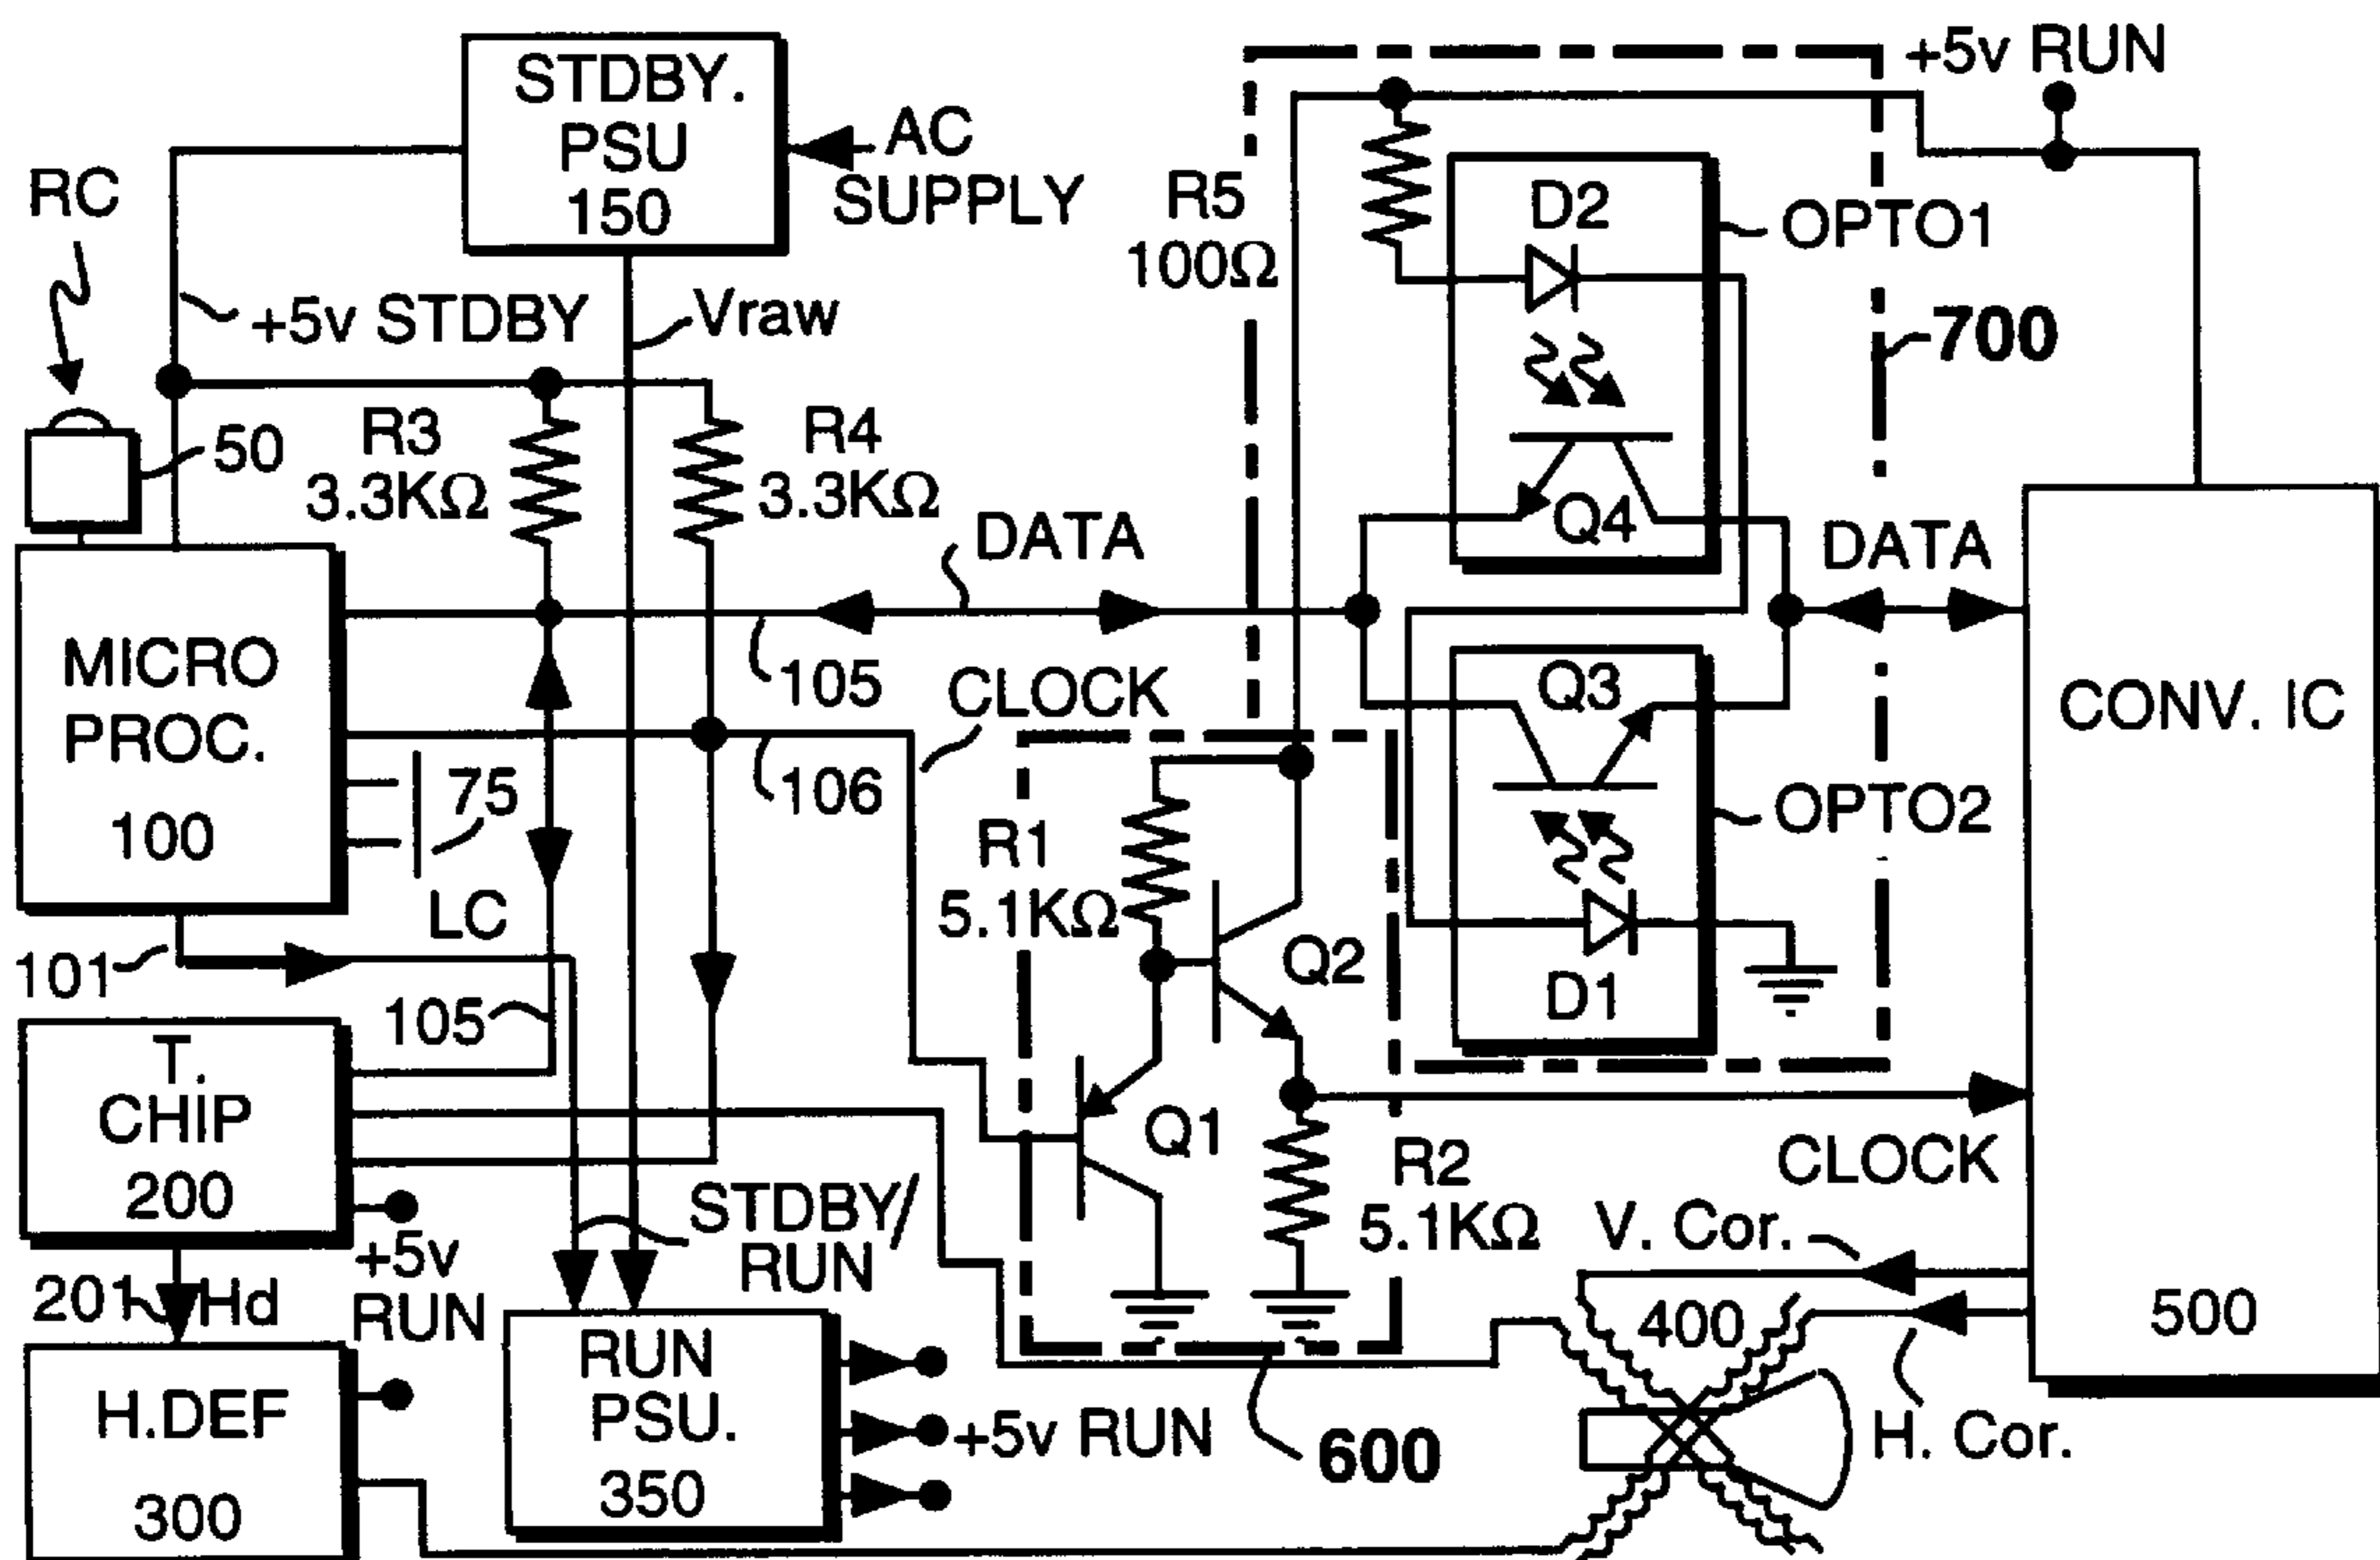 STDBY.
PSU
150
AC
SUPPLY
+5v RUN
RC
R5
100Ω
D2
OPTO1
+5v STDBY
Vraw
700
50
R3
3.3KΩ
R4
3.3KΩ
Q4
DATA
DATA
MICRO
PROC.
100
105
CLOCK
Q3
CONV. IC
75
106
R1
5.1KΩ
OPTO2
LC
101
Q2
D1
105
T.
CHIP
200
Q1
R2
5.1KΩ
CLOCK
STDBY/
RUN
V. Cor.
+5v
RUN
201
Hd
400
500
RUN
PSU.
350
H.DEF
300
+5v RUN
600
H. Cor.